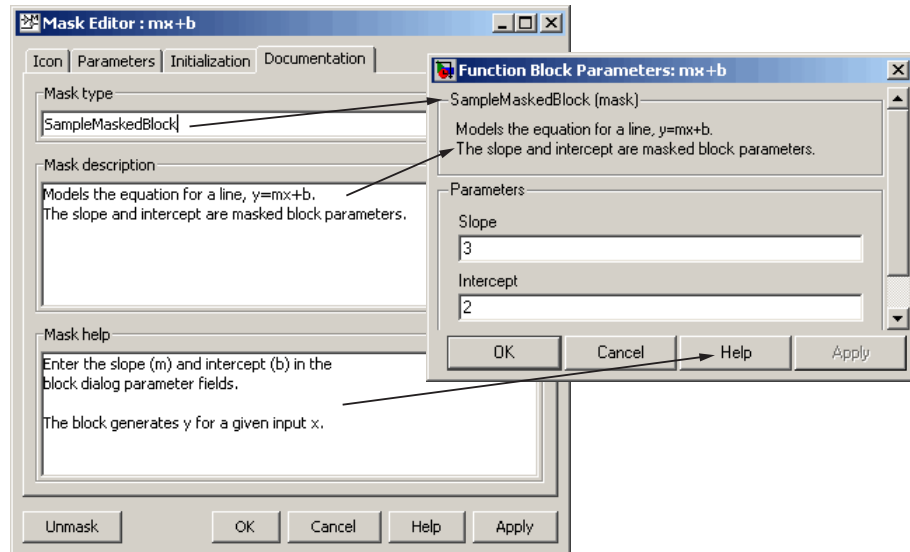 Mask Editor : mx+b
Icon Parameters Initialization Documentation
Mask type
SampleMaskedBlock
Mask description
Models the equation for a line, y=mx+b.
The slope and intercept are masked block parameters.
Mask help
Enter the slope (m) and intercept (b) in the
block dialog parameter fields.
The block generates y for a given input x.
Unmask OK Cancel Help Apply
Function Block Parameters: mx+b
SampleMaskedBlock (mask)
Models the equation for a line, y=mx+b.
The slope and intercept are masked block parameters.
Parameters
Slope
3
Intercept
2
OK Cancel Help Apply